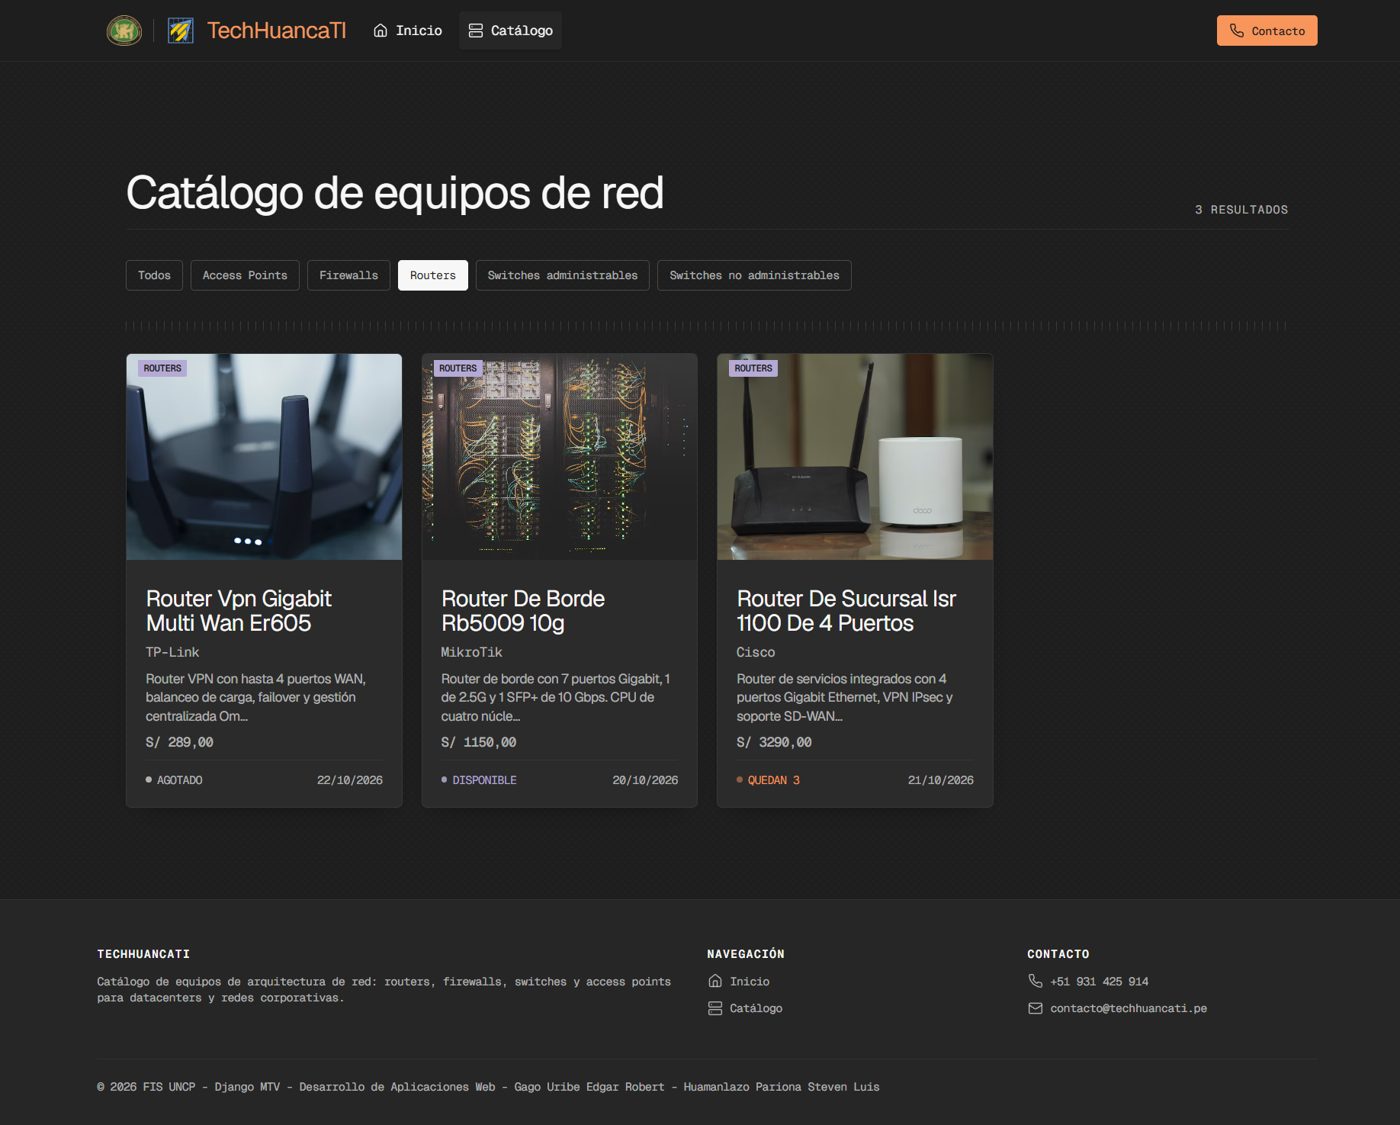 TechHuancaTI
Inicio
Catálogo
Contacto
Catálogo de equipos de red
3 RESULTADOS
Todos
Access Points
Firewalls
Routers
Switches administrables
Switches no administrables
ROUTERS
Router Vpn Gigabit
Multi Wan Er605
TP-Link
Router VPN con hasta 4 puertos WAN,
balanceo de carga, failover y gestión
centralizada Om...
S/ 289,00
AGOTADO
22/10/2026
ROUTERS
Router De Borde
Rb5009 10g
MikroTik
Router de borde con 7 puertos Gigabit, 1
de 2.5G y 1 SFP+ de 10 Gbps. CPU de
cuatro núcle...
S/ 1150,00
DISPONIBLE
20/10/2026
ROUTERS
deco
Router De Sucursal Isr
1100 De 4 Puertos
Cisco
Router de servicios integrados con 4
puertos Gigabit Ethernet, VPN IPsec y
soporte SD-WAN...
S/ 3290,00
QUEDAN 3
21/10/2026
TECHHUANCATI
Catálogo de equipos de arquitectura de red: routers, firewalls, switches y access points
para datacenters y redes corporativas.
NAVEGACIÓN
Inicio
Catálogo
CONTACTO
+51 931 425 914
contacto@techhuancati.pe
© 2026 FIS UNCP - Django MTV - Desarrollo de Aplicaciones Web - Gago Uribe Edgar Robert - Huamanlazo Pariona Steven Luis